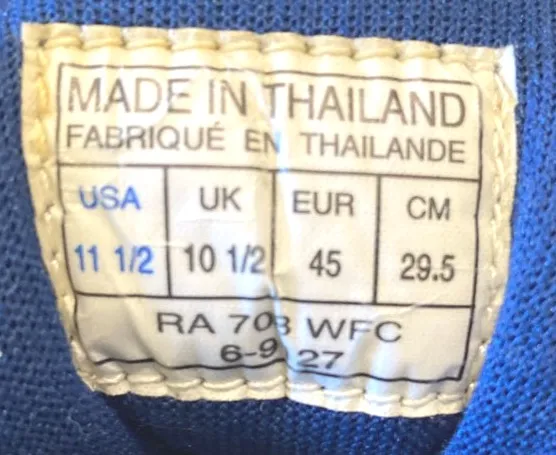 MADE IN THAILAND
FABRIQUÉ EN THAILANDE
USA UK EUR CM
11 1/2 10 1/2 45 29.5
RA 703 WFC
6-9 27